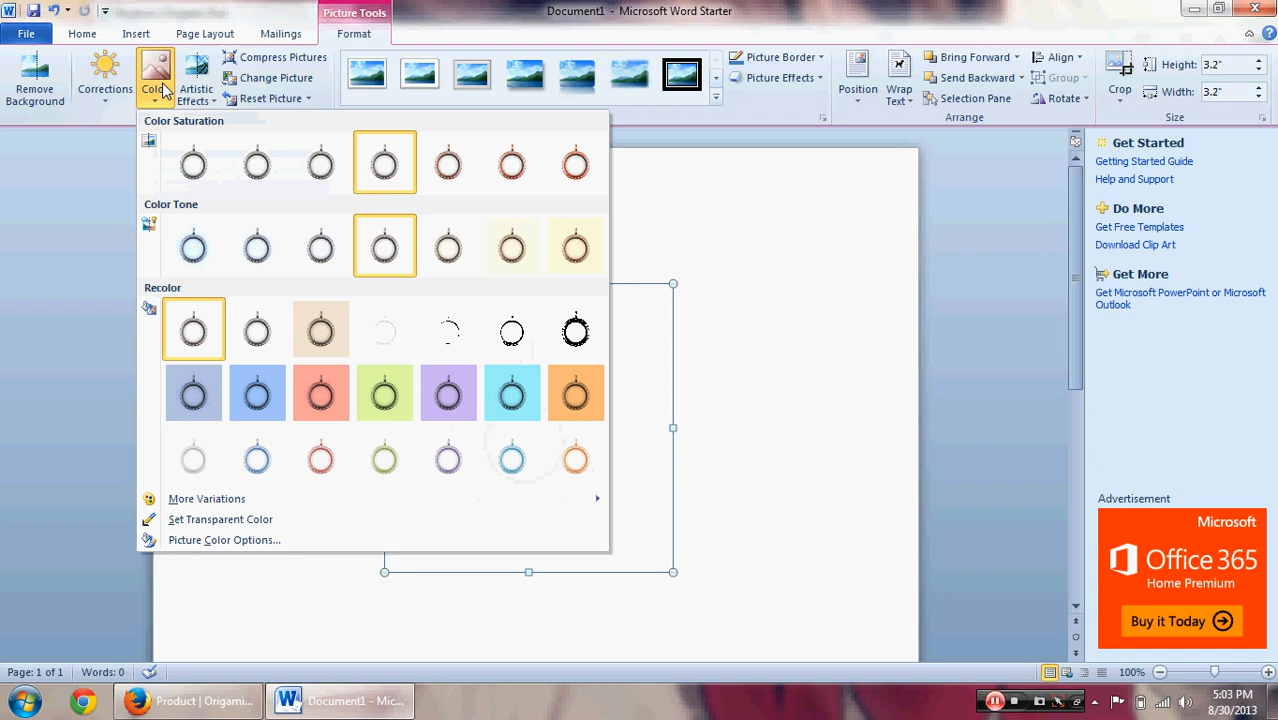 Document1 - Microsoft Word Starter
Picture Tools
File
Home
Insert
Page Layout
Mailings
Format
Remove
Background
Corrections
Color
Artistic
Effects
Compress Pictures
Change Picture
Reset Picture
Picture Border
Picture Effects
Position
Wrap
Text
Bring Forward
Send Backward
Selection Pane
Align
Group
Rotate
Arrange
Crop
Height: 3.2"
Width: 3.2"
Size
Color Saturation
Color Tone
Recolor
More Variations
Set Transparent Color
Picture Color Options...
Get Started
Getting Started Guide
Help and Support
Do More
Get Free Templates
Download Clip Art
Get More
Get Microsoft PowerPoint or Microsoft
Outlook
Advertisement
Microsoft
Office 365
Home Premium
Buy it Today
Page: 1 of 1
Words: 0
100%
Product | Origami...
Document1 - Mic...
5:03 PM
8/30/2013